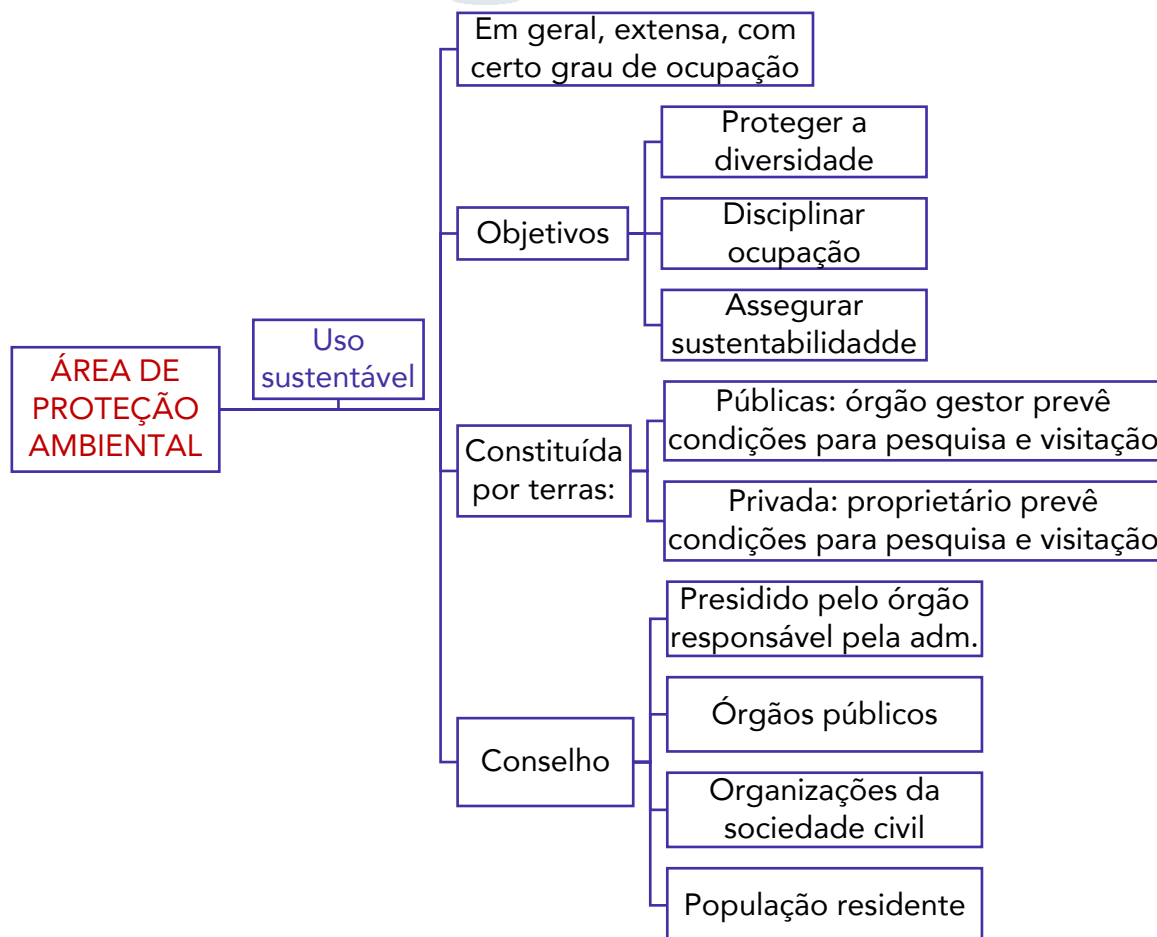 Em geral, extensa, com
certo grau de ocupação
Proteger a
diversidade
Objetivos
Disciplinar
ocupação
Assegurar
sustentabilidadde
ÁREA DE
PROTEÇÃO
AMBIENTAL
Uso
sustentável
Constituída
por terras:
Públicas: órgão gestor prevê
condições para pesquisa e visitação
Privada: proprietário prevê
condições para pesquisa e visitação
Conselho
Presidido pelo órgão
responsável pela adm.
Órgãos públicos
Organizações da
sociedade civil
População residente